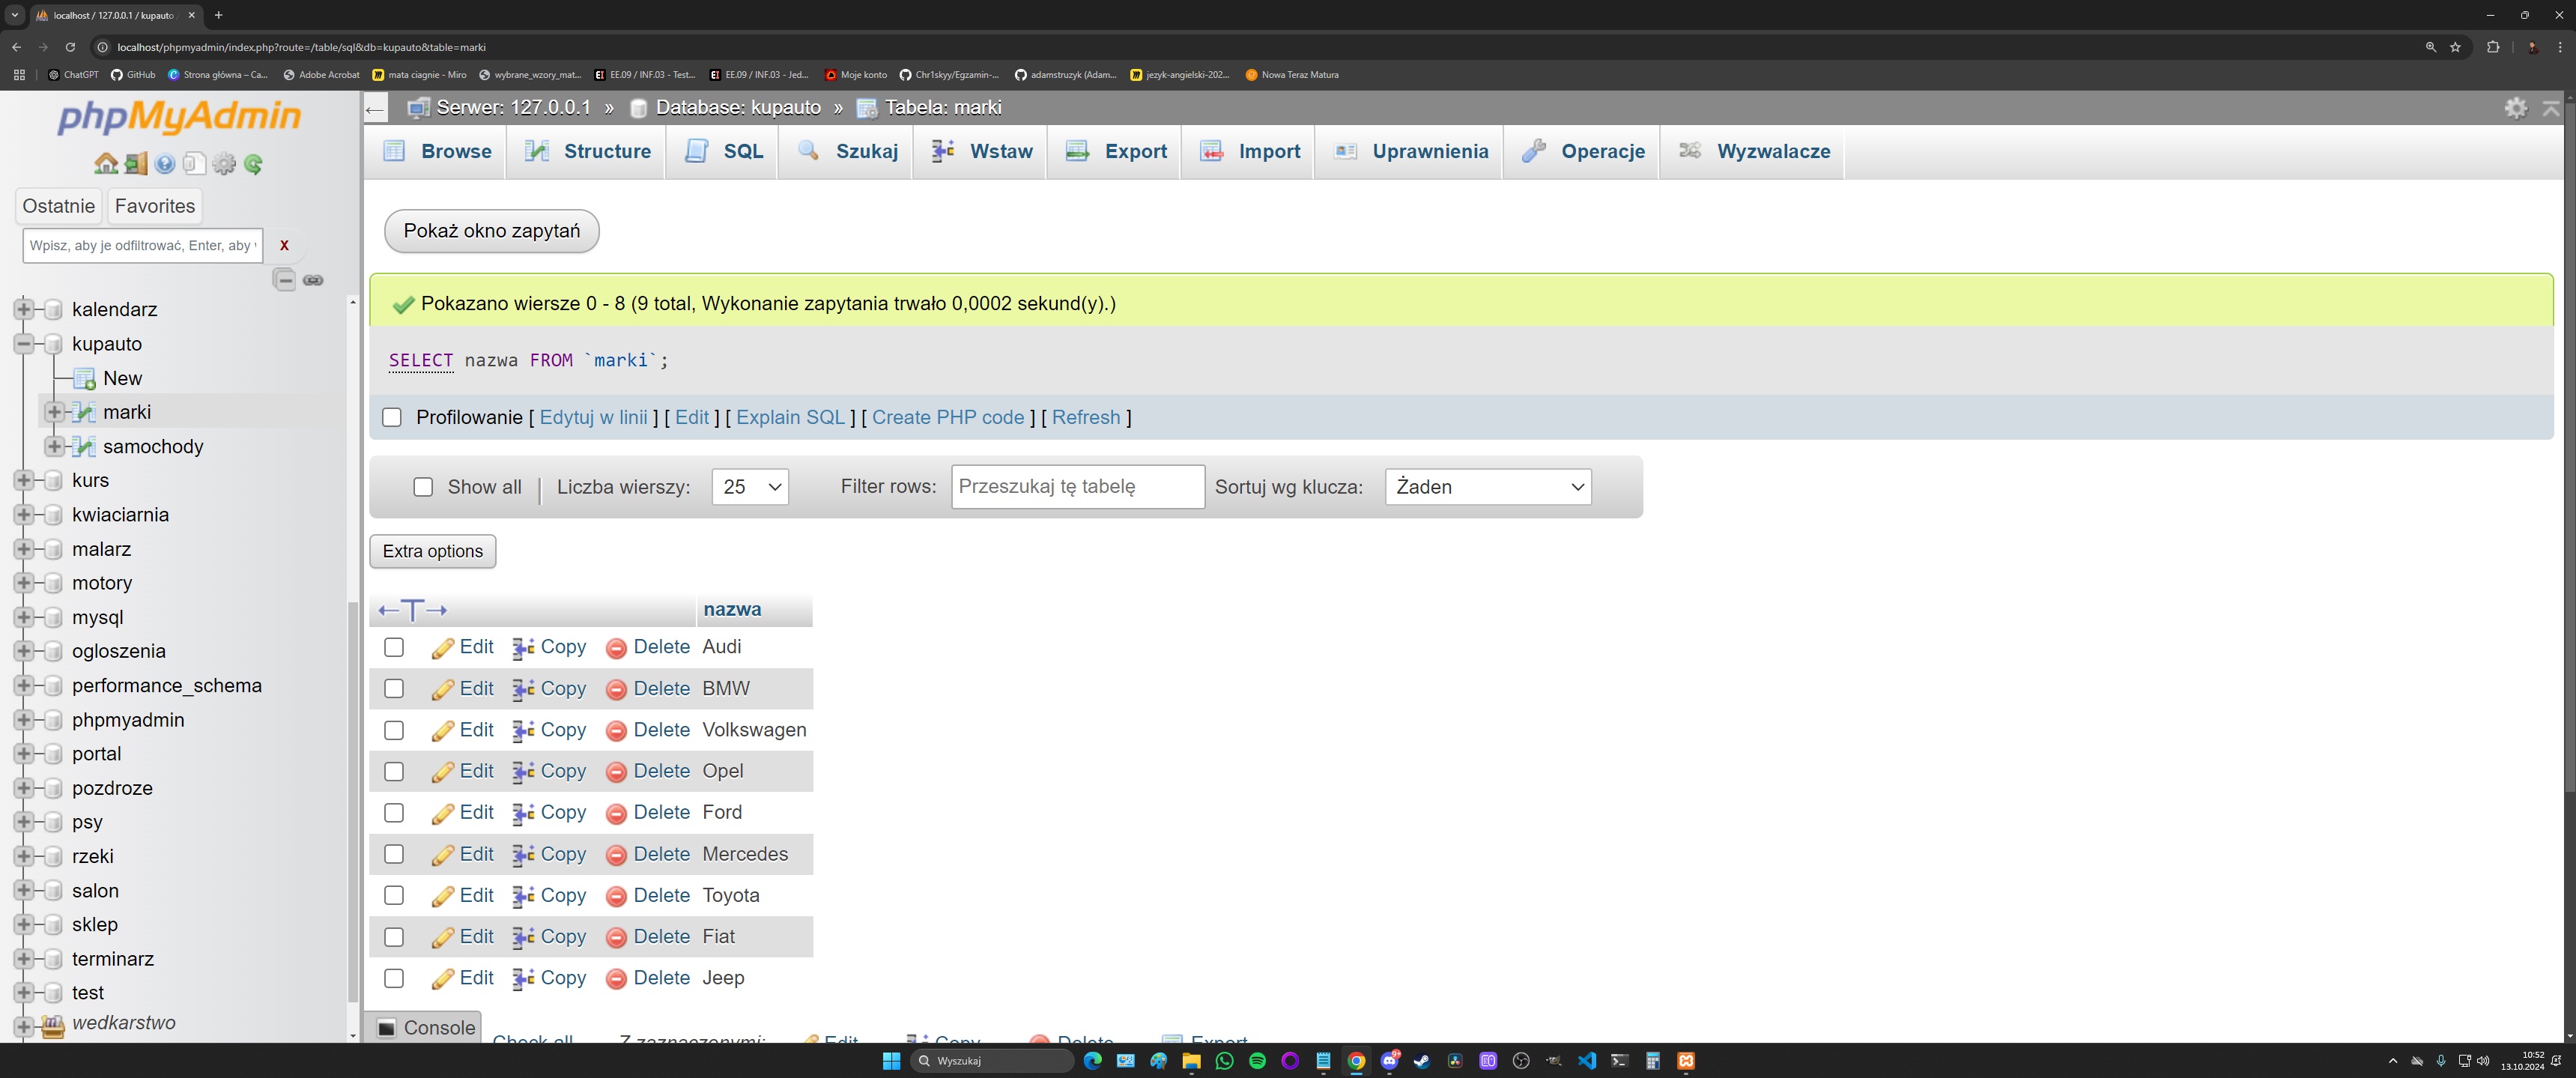 localhost / 127.0.0.1 / kupauto
localhost/phpmyadmin/index.php?route=/table/sql&db=kupauto&table=marki
ChatGPT GitHub Strona główna – Ca... Adobe Acrobat mata ciagnie - Miro wybrane_wzory_mat... EE.09 / INF.03 - Test... EE.09 / INF.03 - Jed... Moje konto Chr1skyy/Egzamin-... adamstruzyk (Adam... jezyk-angielski-202... Nowa Teraz Matura
phpMyAdmin
Ostatnie Favorites
Wpisz, aby je odfiltrować, Enter, aby X
kalendarz
kupauto
New
marki
samochody
kurs
kwiaciarnia
malarz
motory
mysql
ogloszenia
performance_schema
phpmyadmin
portal
pozdroze
psy
rzeki
salon
sklep
terminarz
test
wedkarstwo
Serwer: 127.0.0.1 » Database: kupauto » Tabela: marki
Browse Structure SQL Szukaj Wstaw Export Import Uprawnienia Operacje Wyzwalacze
Pokaż okno zapytań
Pokazano wiersze 0 - 8 (9 total, Wykonanie zapytania trwało 0,0002 sekund(y).)
SELECT nazwa FROM `marki`;
Profilowanie [ Edytuj w linii ] [ Edit ] [ Explain SQL ] [ Create PHP code ] [ Refresh ]
Show all | Liczba wierszy: 25 Filter rows: Przeszukaj tę tabelę Sortuj wg klucza: Żaden
Extra options
←T→ nazwa
Edit Copy Delete Audi
Edit Copy Delete BMW
Edit Copy Delete Volkswagen
Edit Copy Delete Opel
Edit Copy Delete Ford
Edit Copy Delete Mercedes
Edit Copy Delete Toyota
Edit Copy Delete Fiat
Edit Copy Delete Jeep
Console
Check all Z zaznaczonymi: Edit Copy Delete Export
Wyszukaj
10:52
13.10.2024